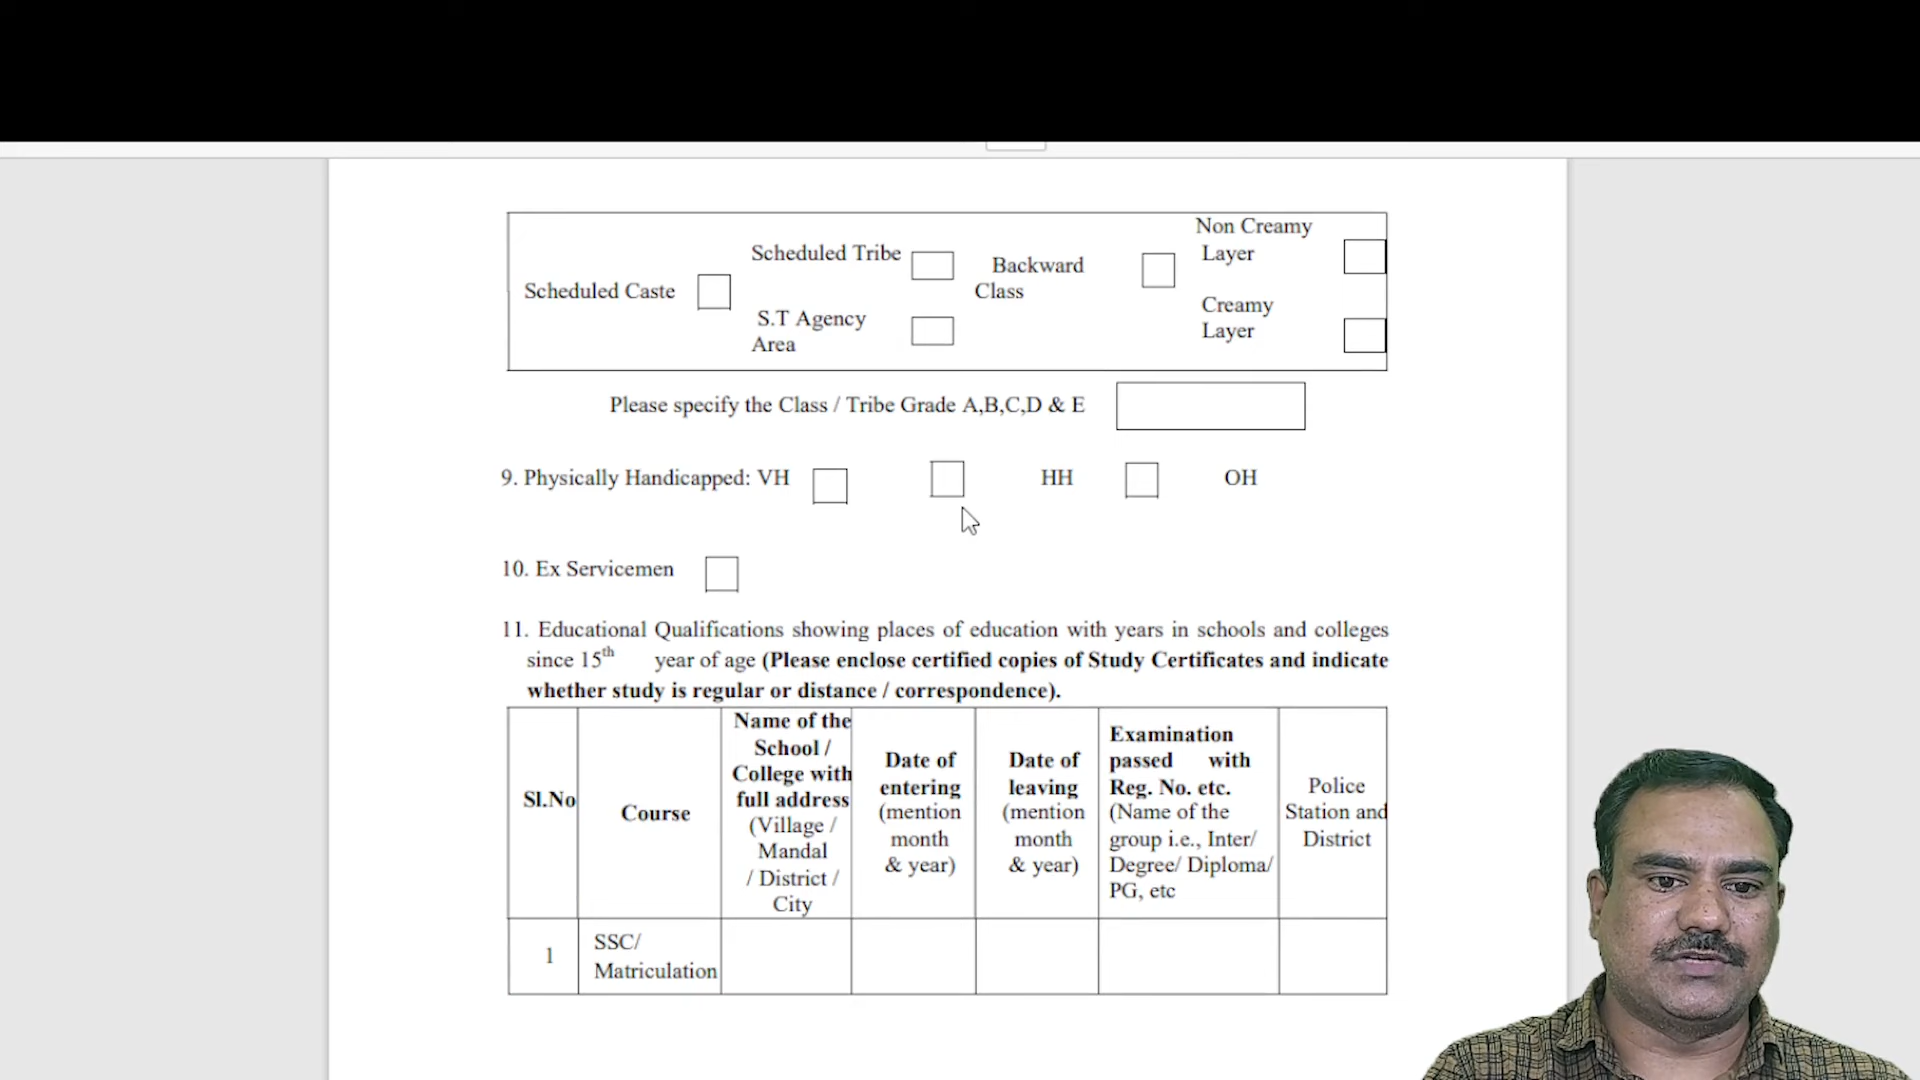 Scheduled Caste
Scheduled Tribe
S.T Agency
Area
Backward
Class
Non Creamy
Layer
Creamy
Layer
Please specify the Class / Tribe Grade A,B,C,D & E
9. Physically Handicapped: VH HH OH
10. Ex Servicemen
11. Educational Qualifications showing places of education with years in schools and colleges
since 15th year of age (Please enclose certified copies of Study Certificates and indicate
whether study is regular or distance / correspondence).
Sl.No
Course
Name of the
School /
College with
full address
(Village /
Mandal
/ District /
City
Date of
entering
(mention
month
& year)
Date of
leaving
(mention
month
& year)
Examination
passed with
Reg. No. etc.
(Name of the
group i.e., Inter/
Degree/ Diploma/
PG, etc
Police
Station and
District
1
SSC/
Matriculation